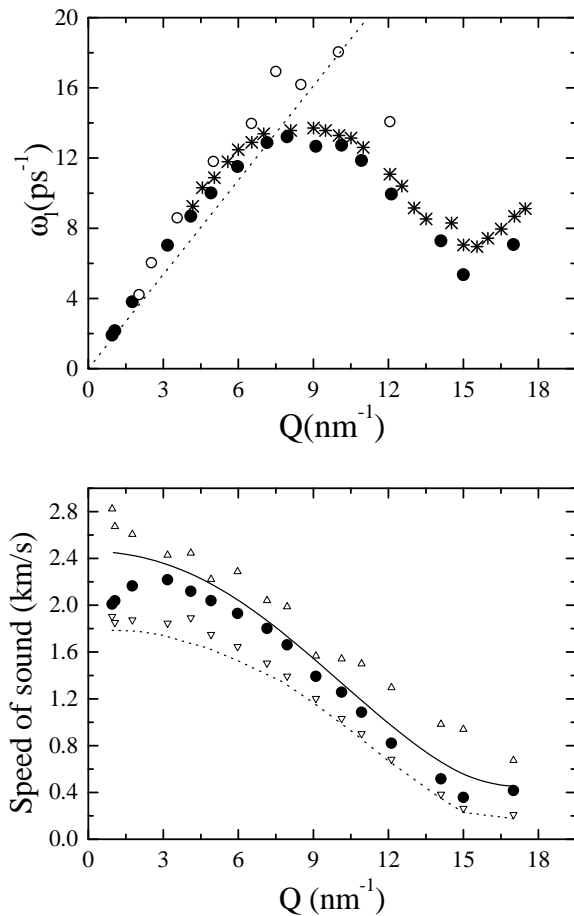 20
16
12
8
4
0
ω_l(ps^-1)
0 3 6 9 12 15 18
Q(nm^-1)
2.8
2.4
2.0
1.6
1.2
0.8
0.4
0.0
Speed of sound (km/s)
0 3 6 9 12 15 18
Q (nm^-1)